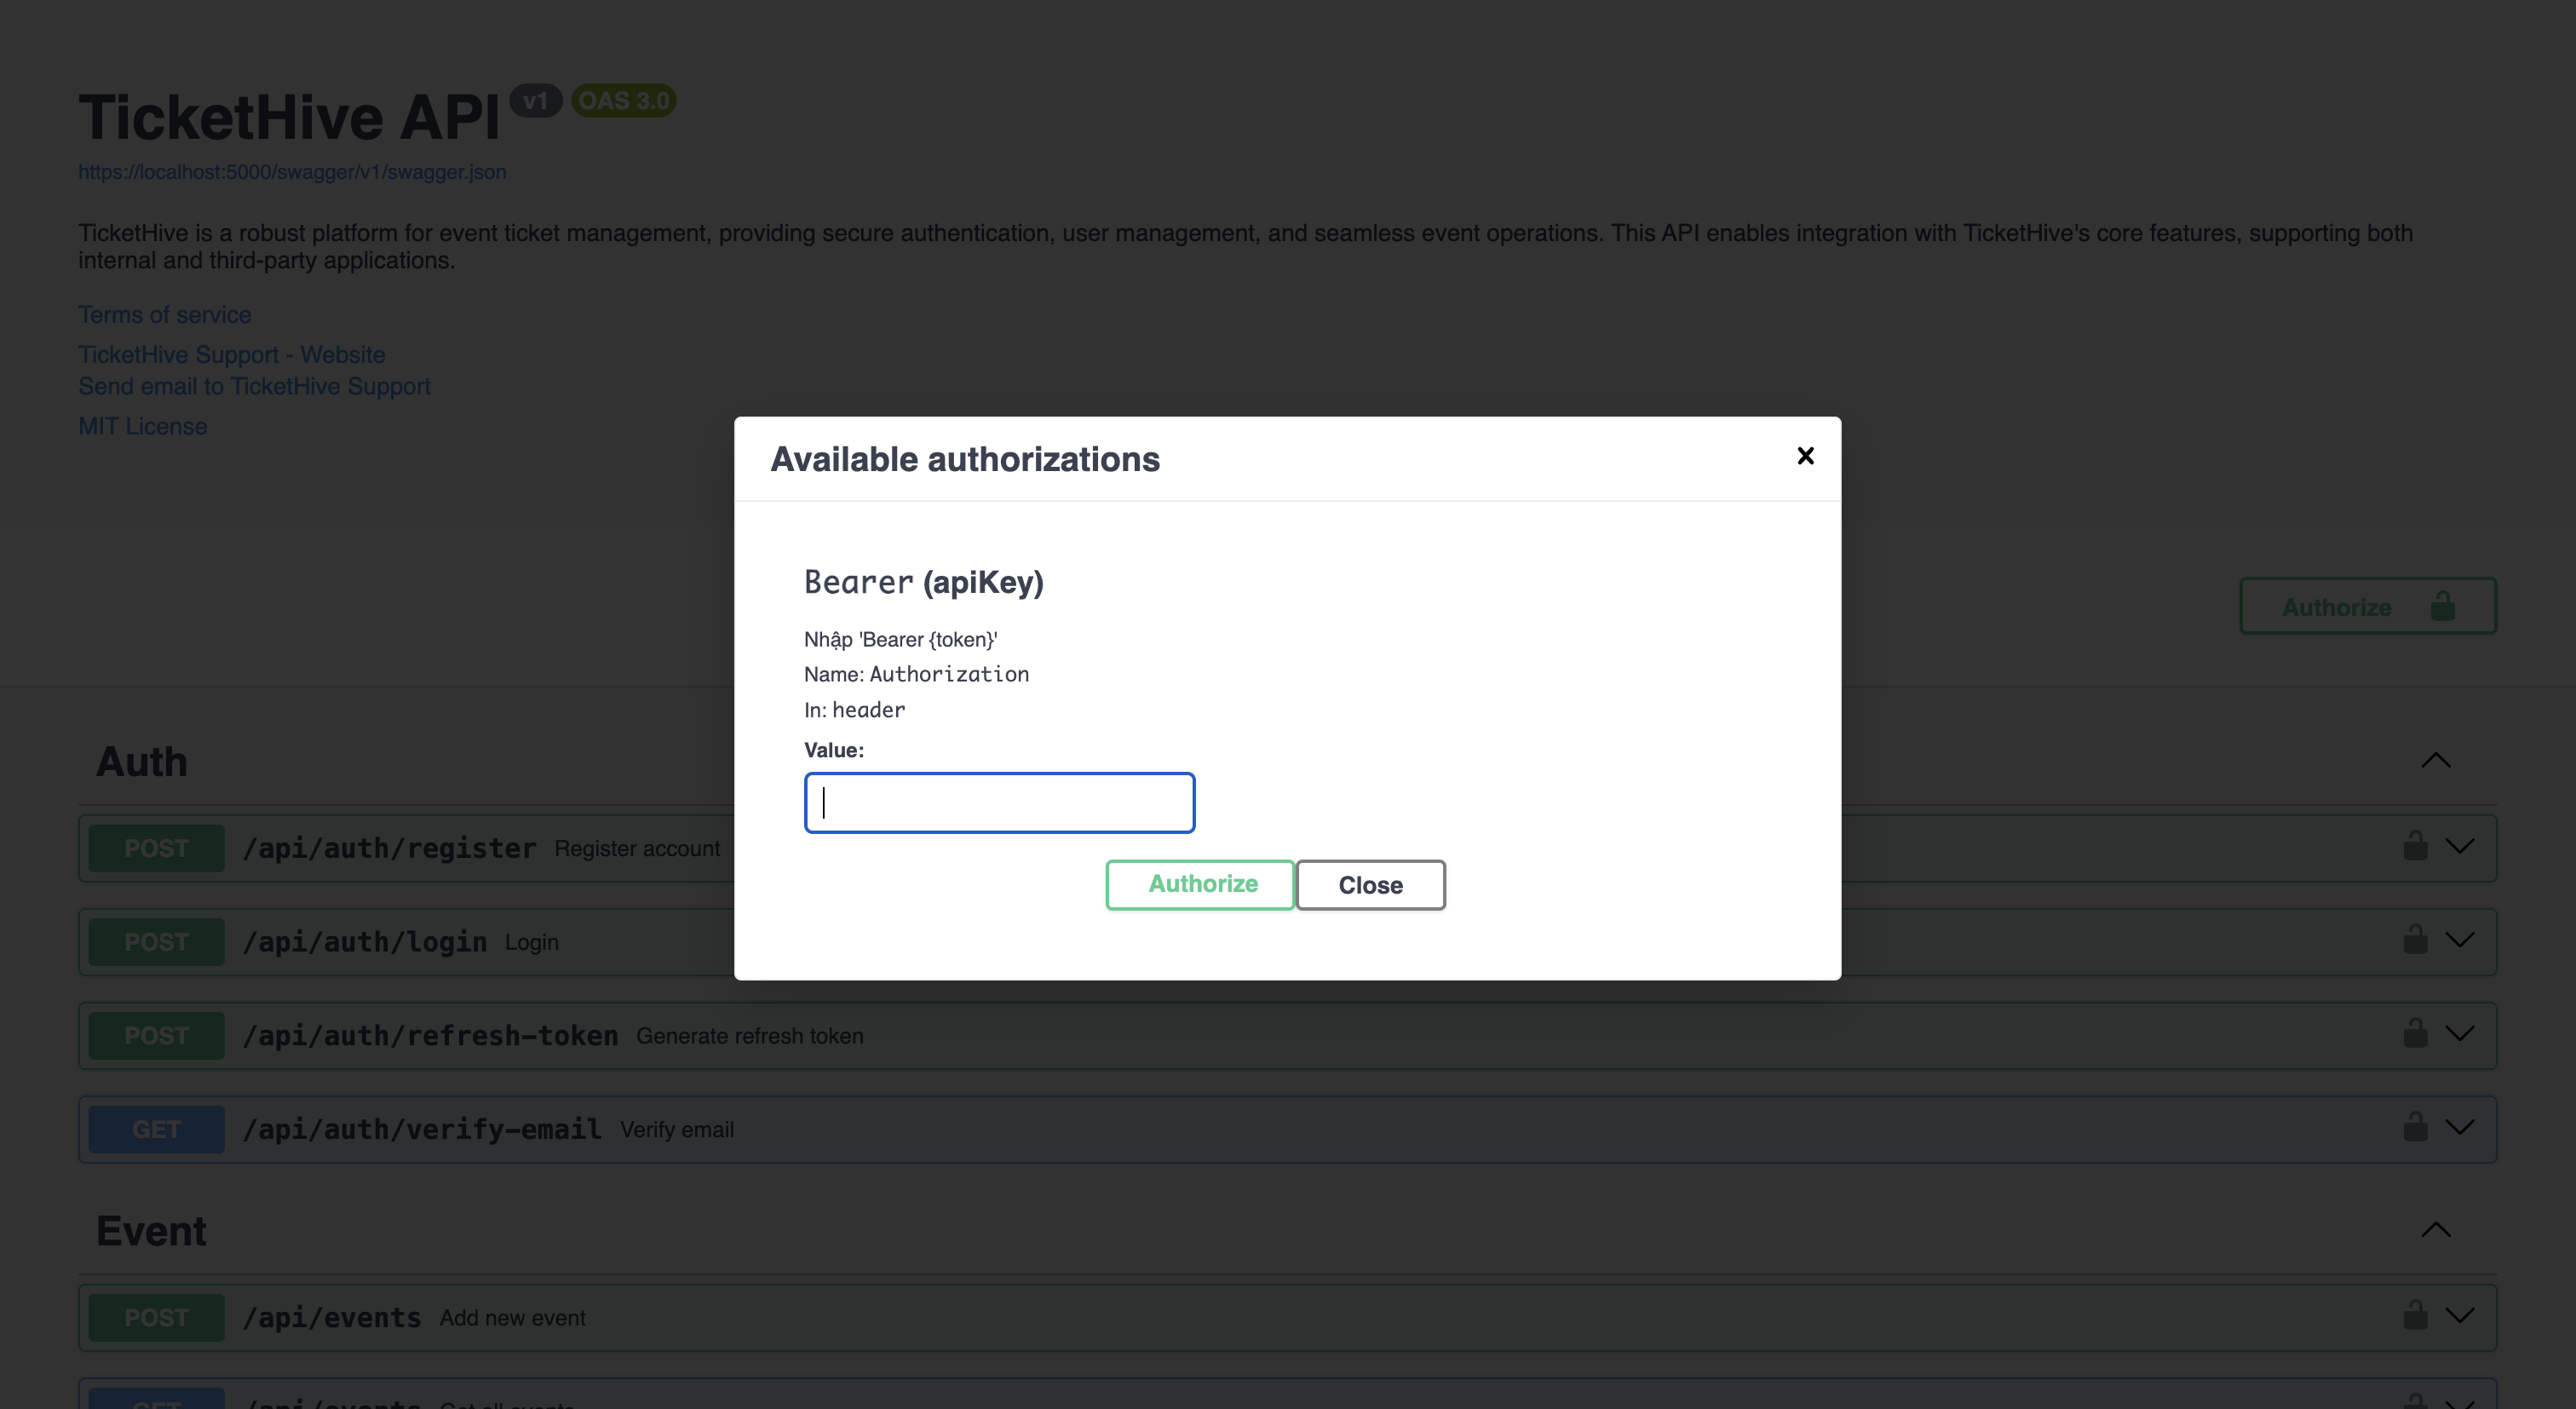 TicketHive API v1 OAS 3.0
https://localhost:5000/swagger/v1/swagger.json
TicketHive is a robust platform for event ticket management, providing secure authentication, user management, and seamless event operations. This API enables integration with TicketHive's core features, supporting both
internal and third-party applications.
Terms of service
TicketHive Support - Website
Send email to TicketHive Support
MIT License
Available authorizations
Bearer (apiKey)
Nhập 'Bearer {token}'
Name: Authorization
In: header
Value:
Authorize Close
Authorize
Auth
POST /api/auth/register Register account
POST /api/auth/login Login
POST /api/auth/refresh-token Generate refresh token
GET /api/auth/verify-email Verify email
Event
POST /api/events Add new event
GET /api/events Get all events